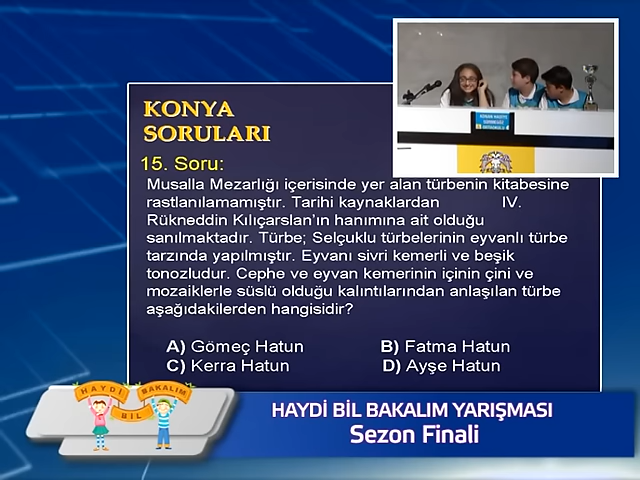 KONYA
SORULARI
15. Soru:
Musalla Mezarlığı içerisinde yer alan türbenin kitabesine
rastlanılamamıştır. Tarihi kaynaklardan IV.
Rükneddin Kılıçarslan'ın hanımına ait olduğu
sanılmaktadır. Türbe; Selçuklu türbelerinin eyvanlı türbe
tarzında yapılmıştır. Eyvanı sivri kemerli ve beşik
tonozludur. Cephe ve eyvan kemerinin içinin çini ve
mozaiklerle süslü olduğu kalıntılarından anlaşılan türbe
aşağıdakilerden hangisidir?
A) Gömeç Hatun B) Fatma Hatun
C) Kerra Hatun D) Ayşe Hatun
HAYDİ BAKALIM
BİL
HAYDİ BİL BAKALIM YARIŞMASI
Sezon Finali